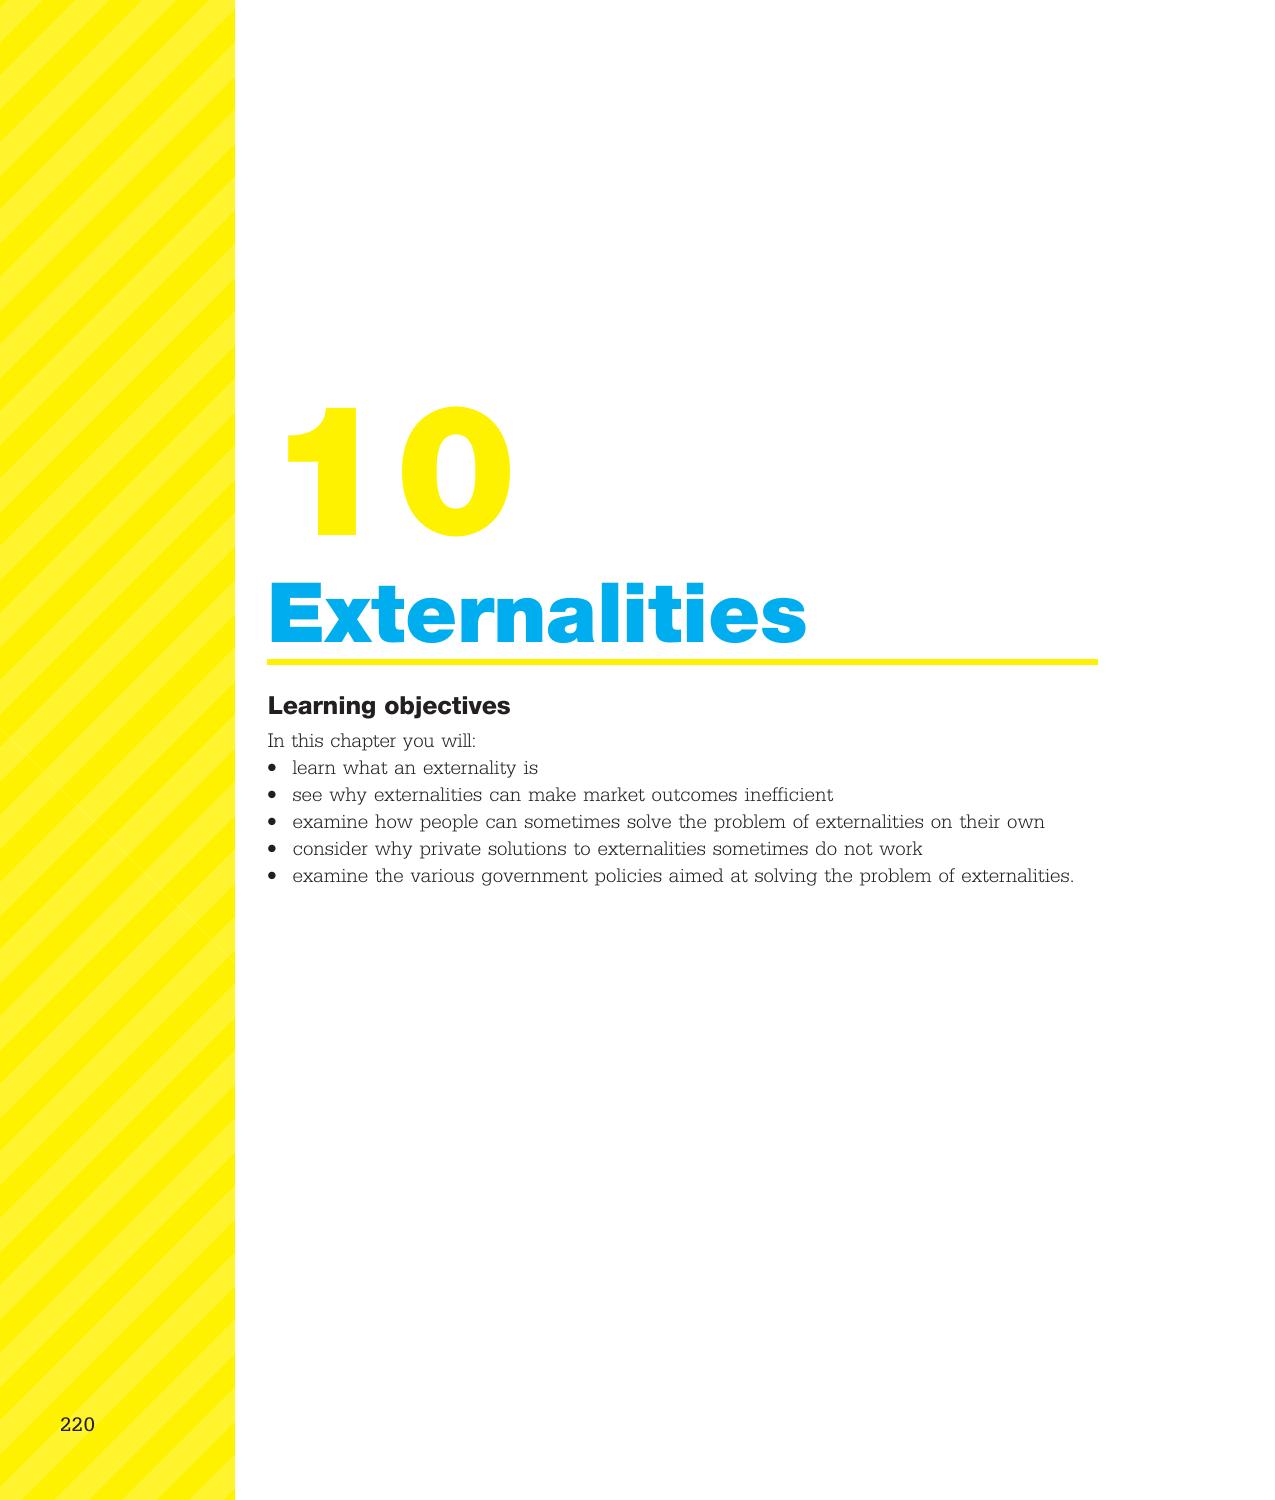 10
Externalities
Learning objectives
In this chapter you will:
• learn what an externality is
• see why externalities can make market outcomes inefficient
• examine how people can sometimes solve the problem of externalities on their own
• consider why private solutions to externalities sometimes do not work
• examine the various government policies aimed at solving the problem of externalities.
220